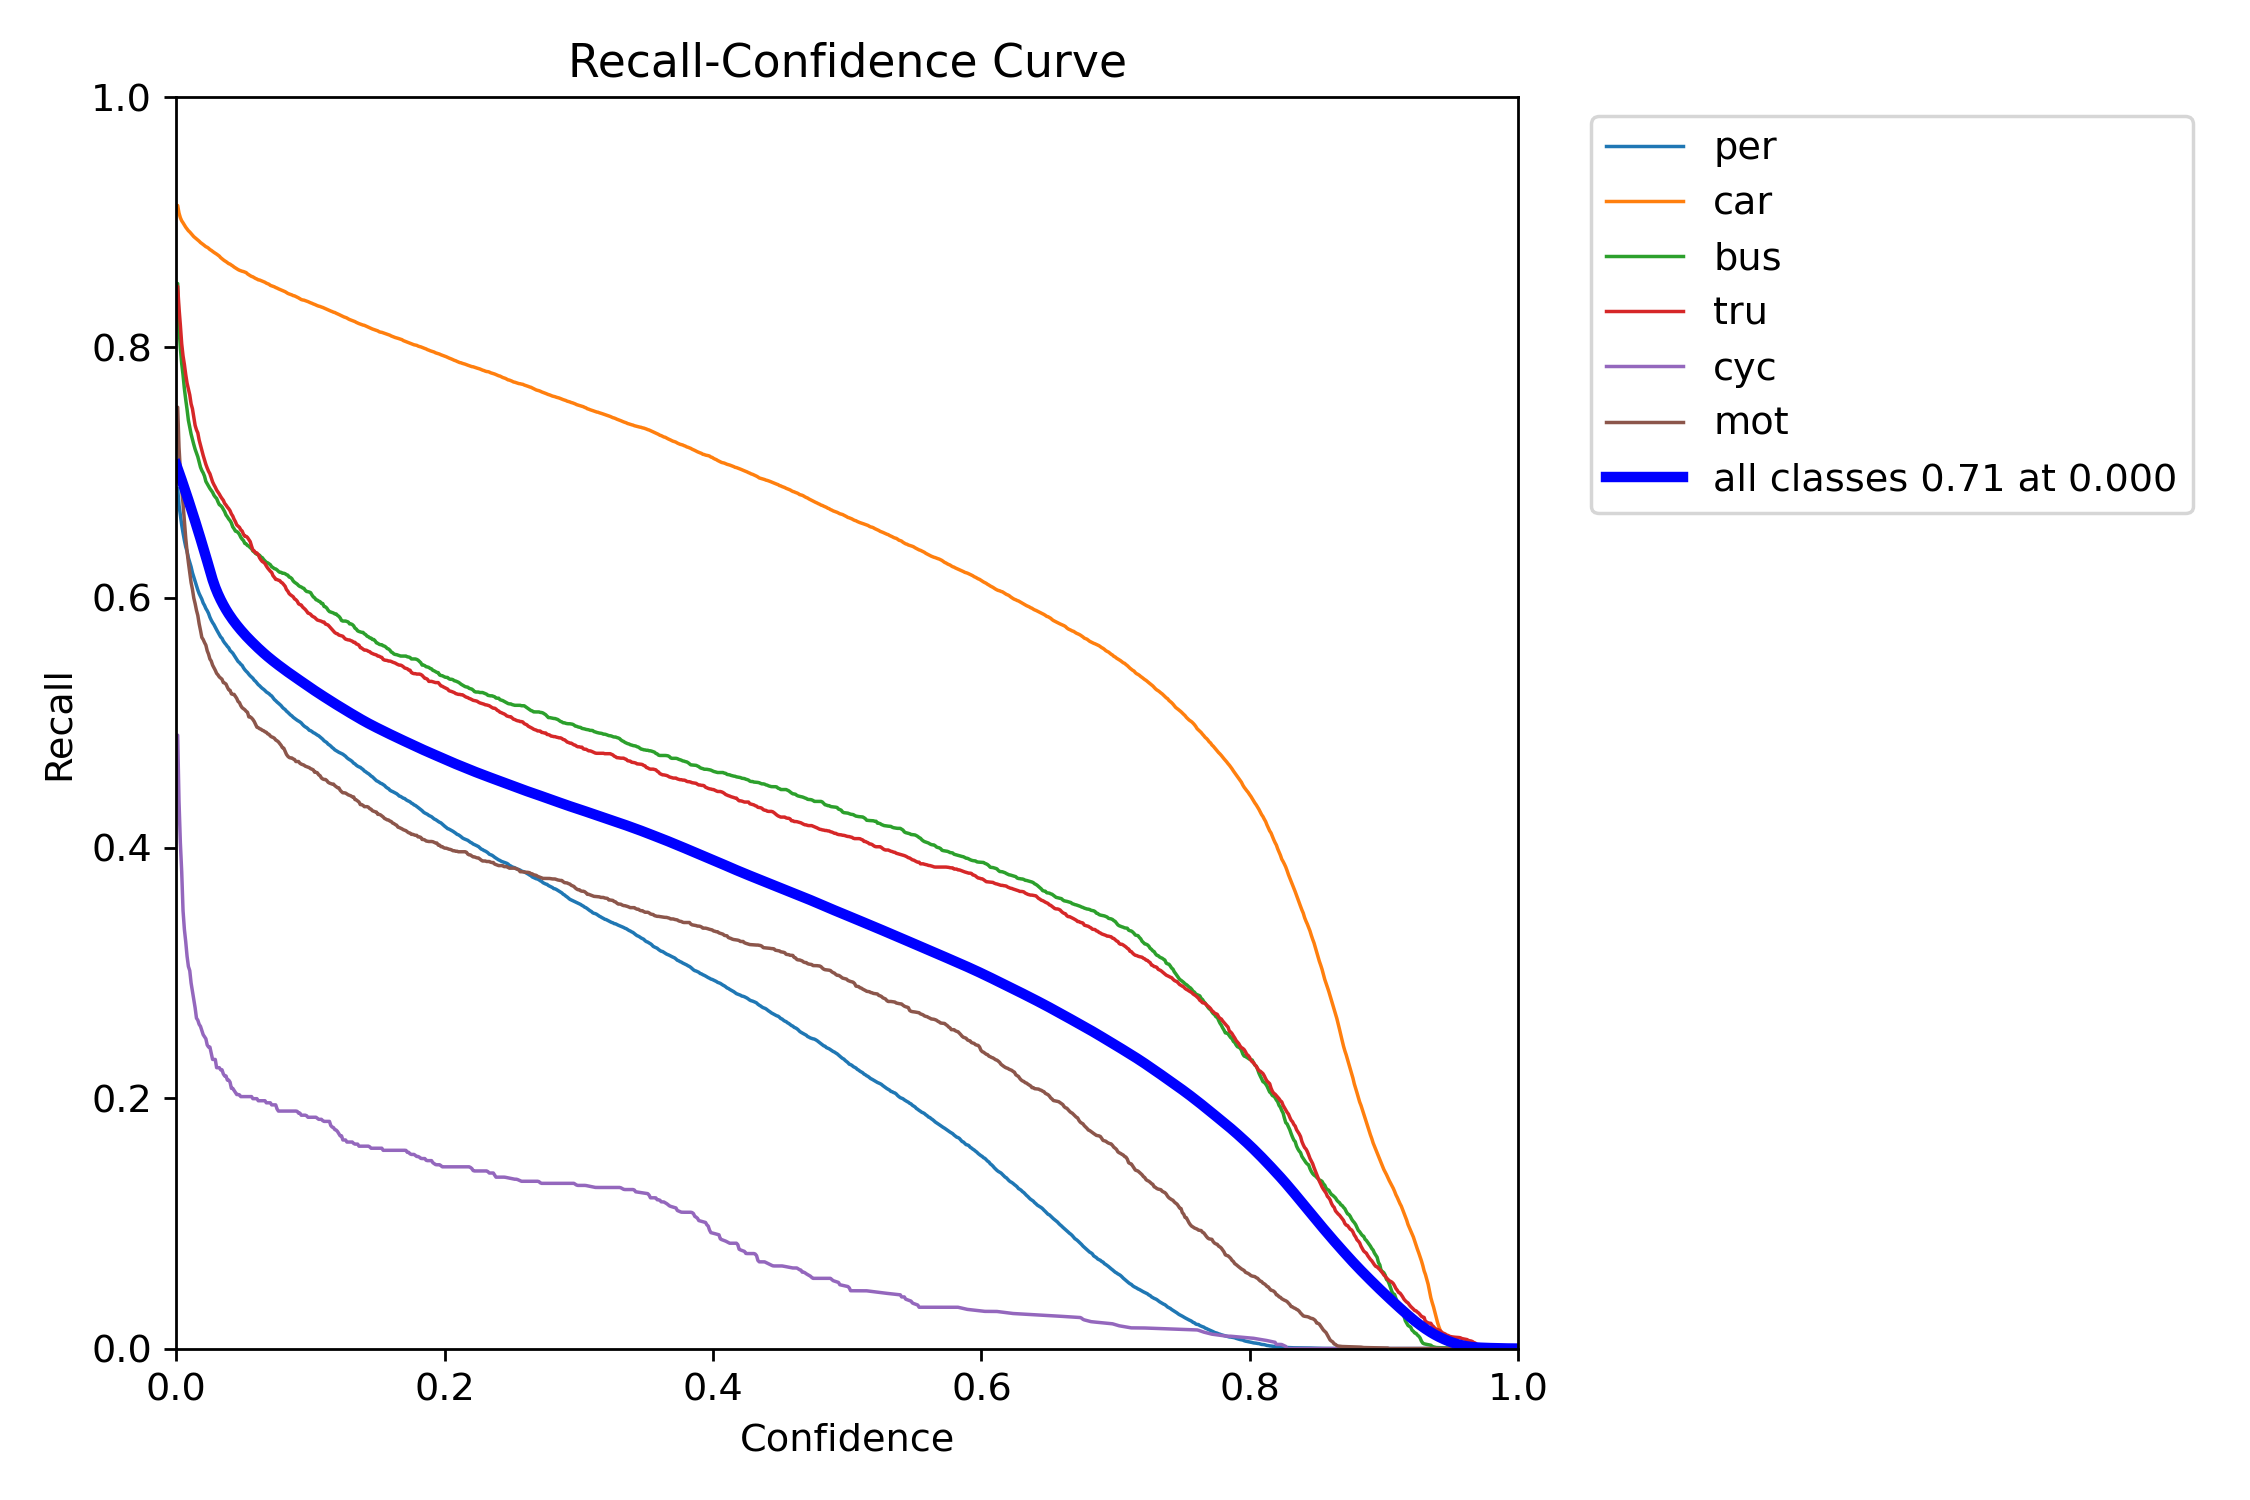 Recall-Confidence Curve
1.0
0.8
0.6
0.4
0.2
0.0
Recall
0.0 0.2 0.4 0.6 0.8 1.0
Confidence
per
car
bus
tru
cyc
mot
all classes 0.71 at 0.000